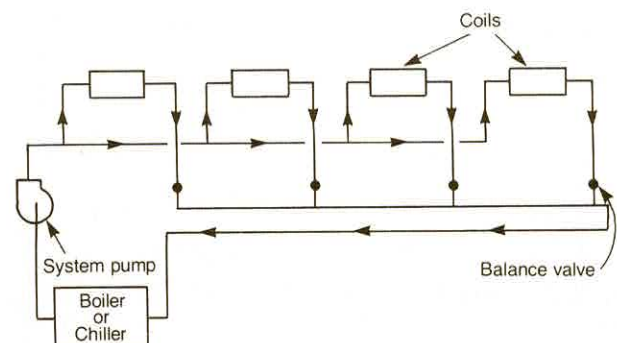 Coils
System pump
Balance valve
Boiler
or
Chiller